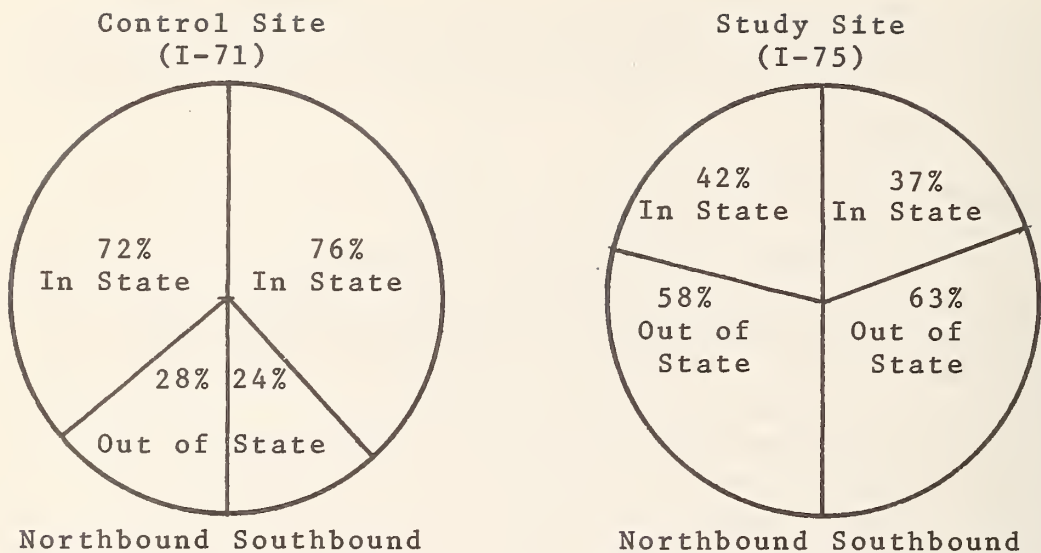 Control Site
(I-71)
72%
In State
76%
In State
28%
24%
Out of State
Northbound Southbound
Study Site
(I-75)
42%
In State
37%
In State
58%
Out of
State
63%
Out of
State
Northbound Southbound